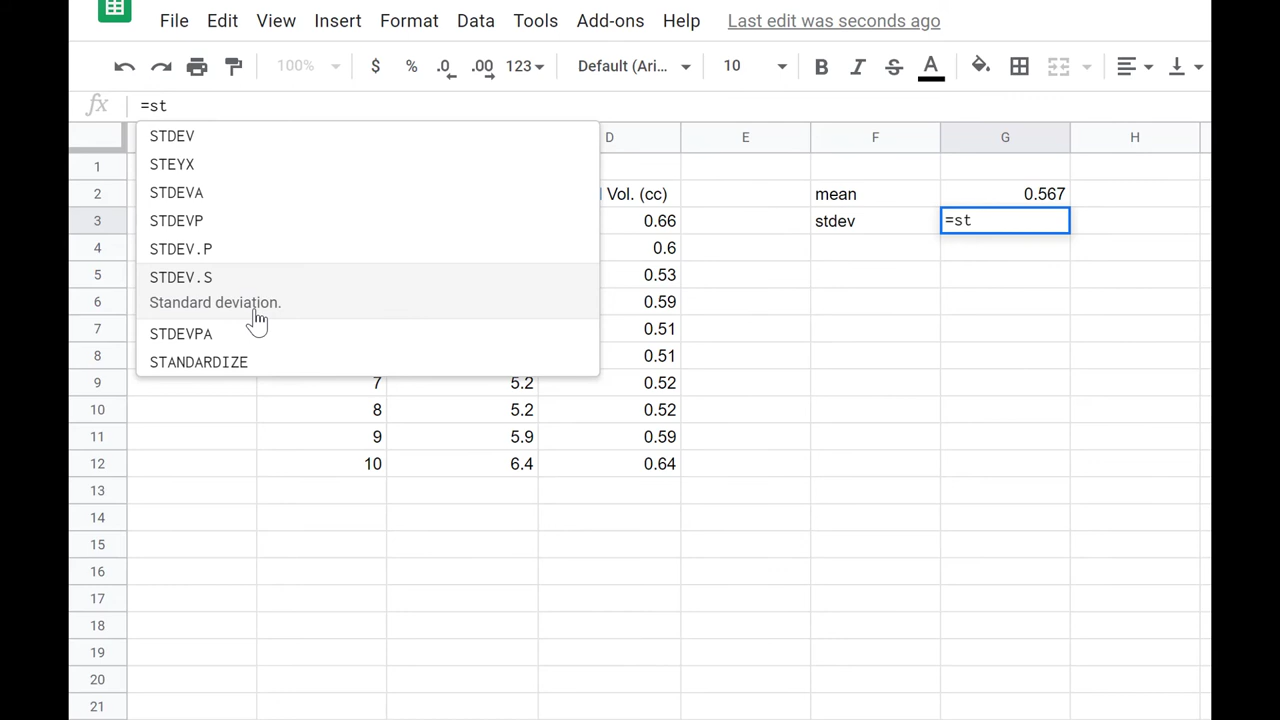 File Edit View Insert Format Data Tools Add-ons Help Last edit was seconds ago
100% $ % .0 .00 123 Default (Ari... 10 B I S A
fx =st
STDEV
STEYX
STDEVA
STDEVP
STDEV.P
STDEV.S
Standard deviation.
STDEVPA
STANDARDIZE
D E F G H
1
2 Vol. (cc) mean 0.567
3 0.66 stdev =st
4 0.6
5 0.53
6 0.59
7 0.51
8 0.51
9 7 5.2 0.52
10 8 5.2 0.52
11 9 5.9 0.59
12 10 6.4 0.64
13
14
15
16
17
18
19
20
21